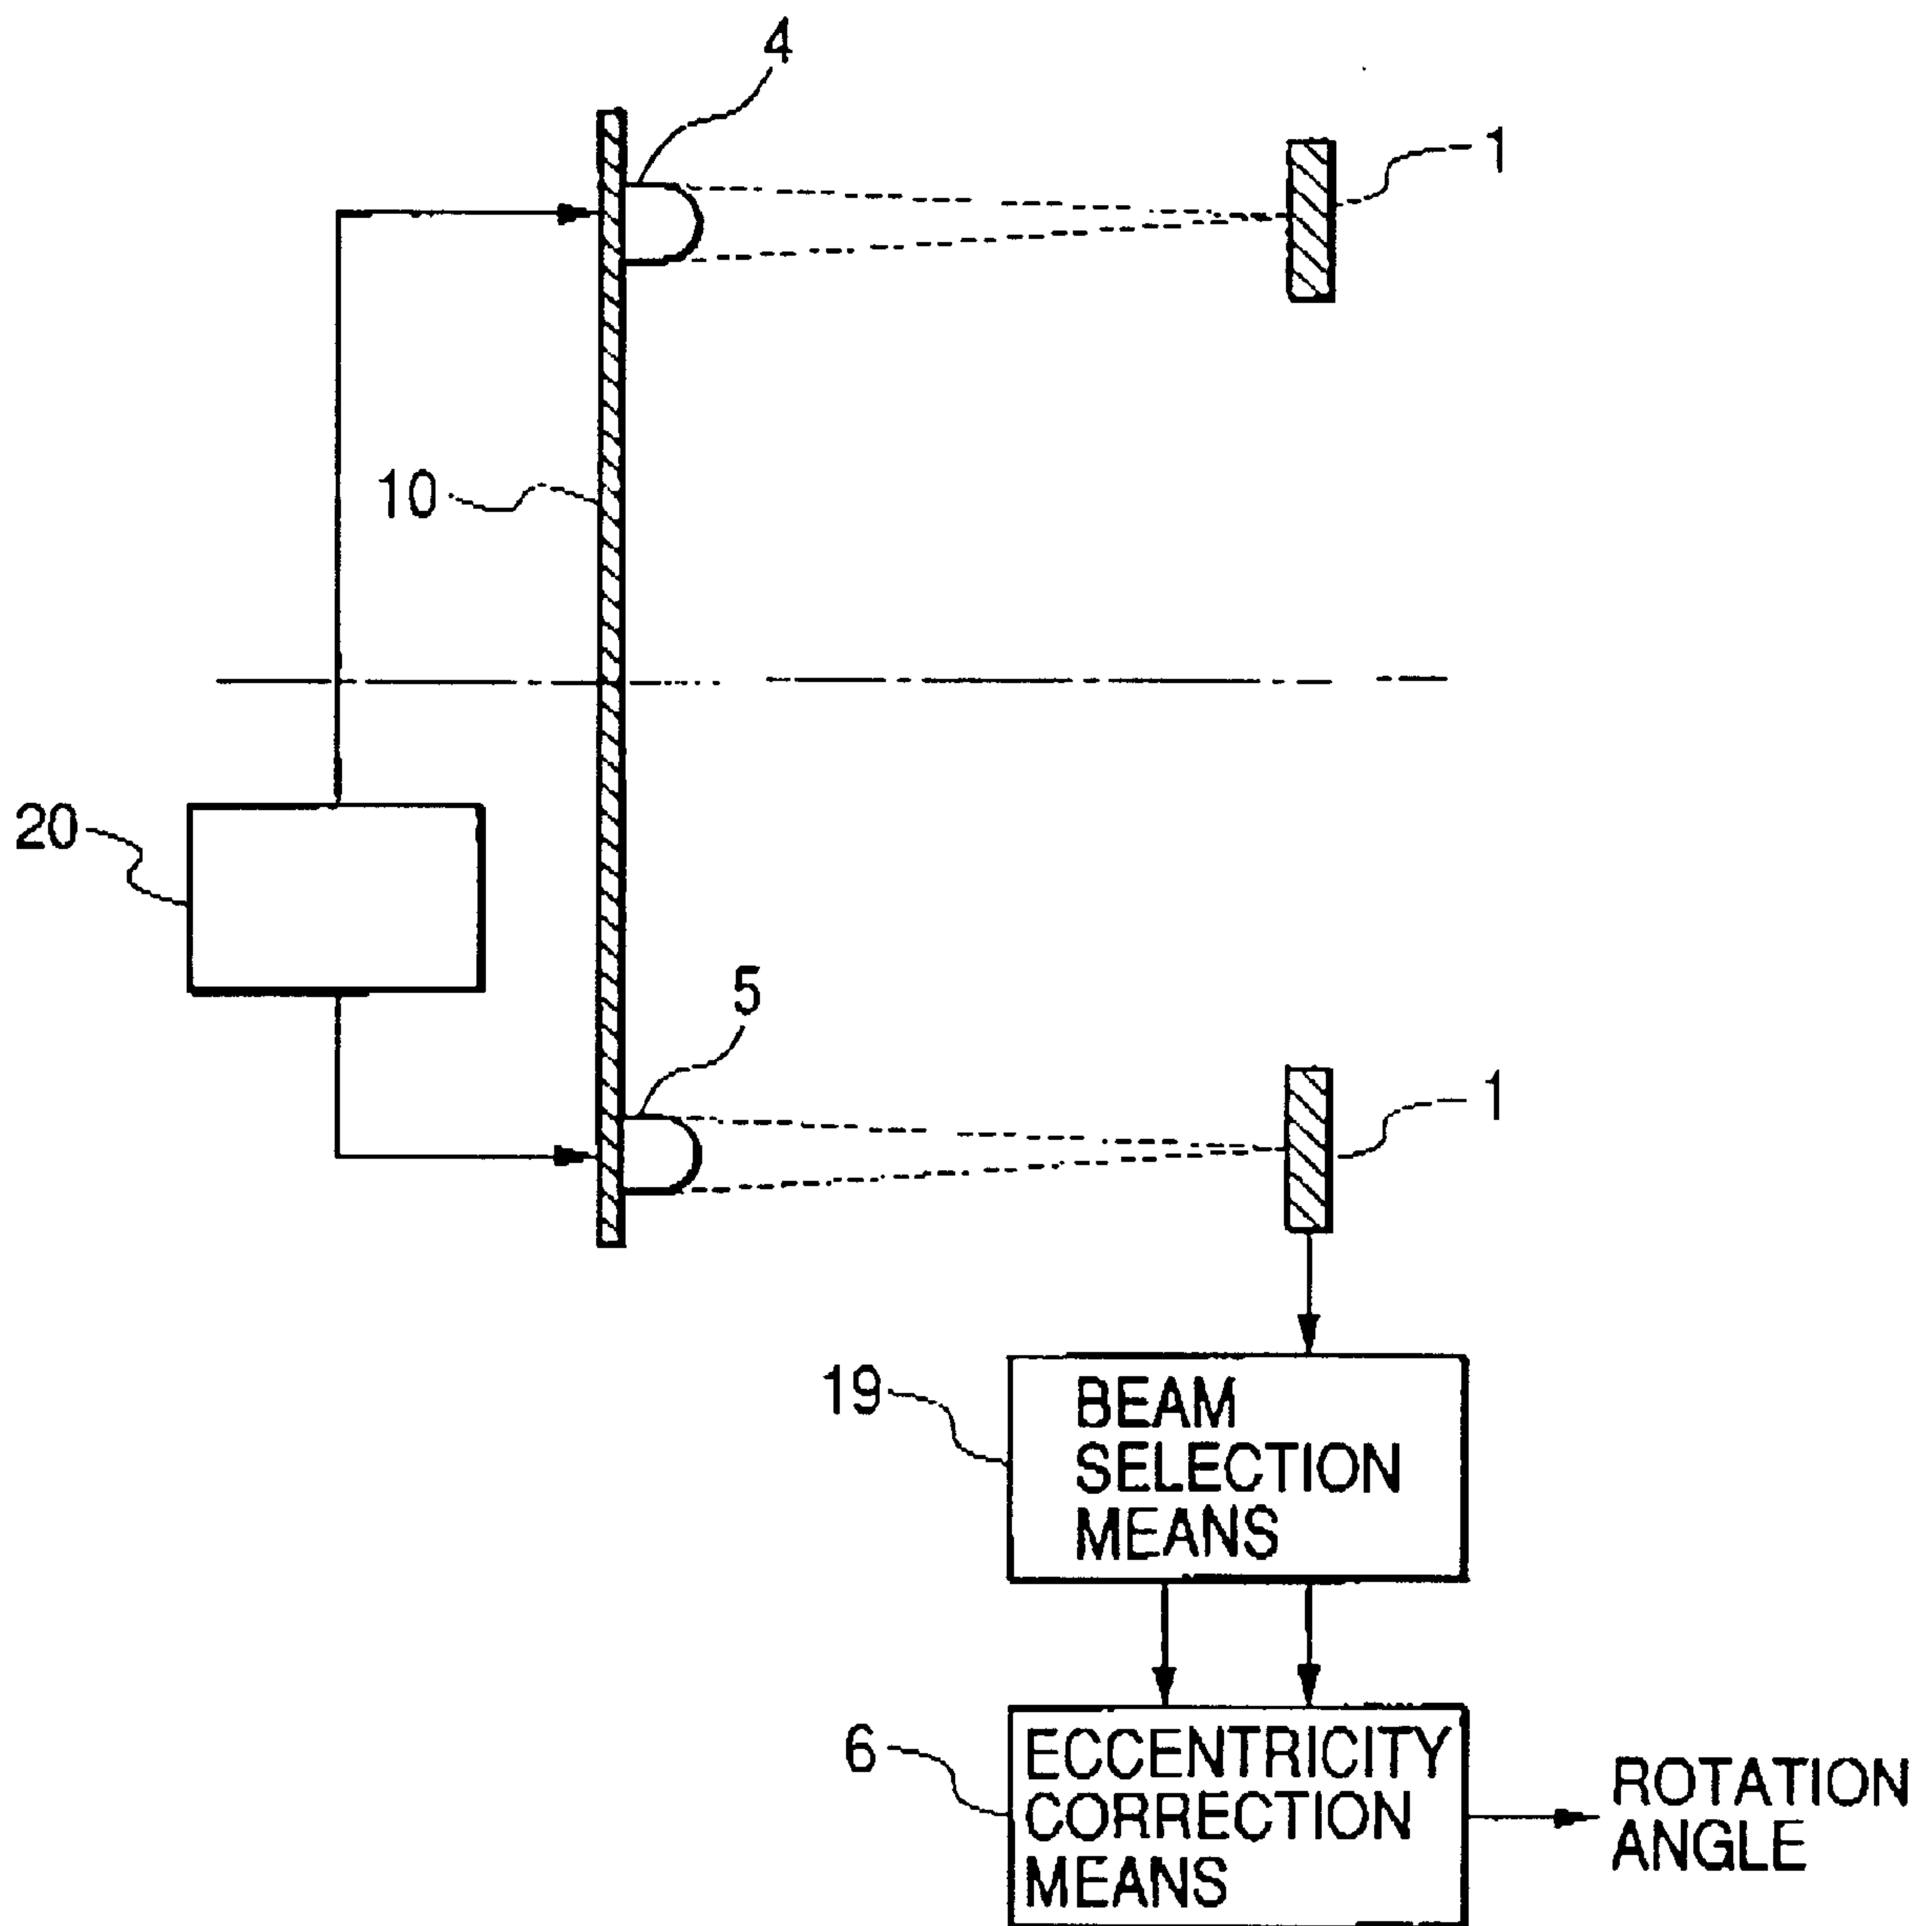 4
1
10
20
5
1
19
BEAM
SELECTION
MEANS
6
ECCENTRICITY
CORRECTION
MEANS
ROTATION
ANGLE